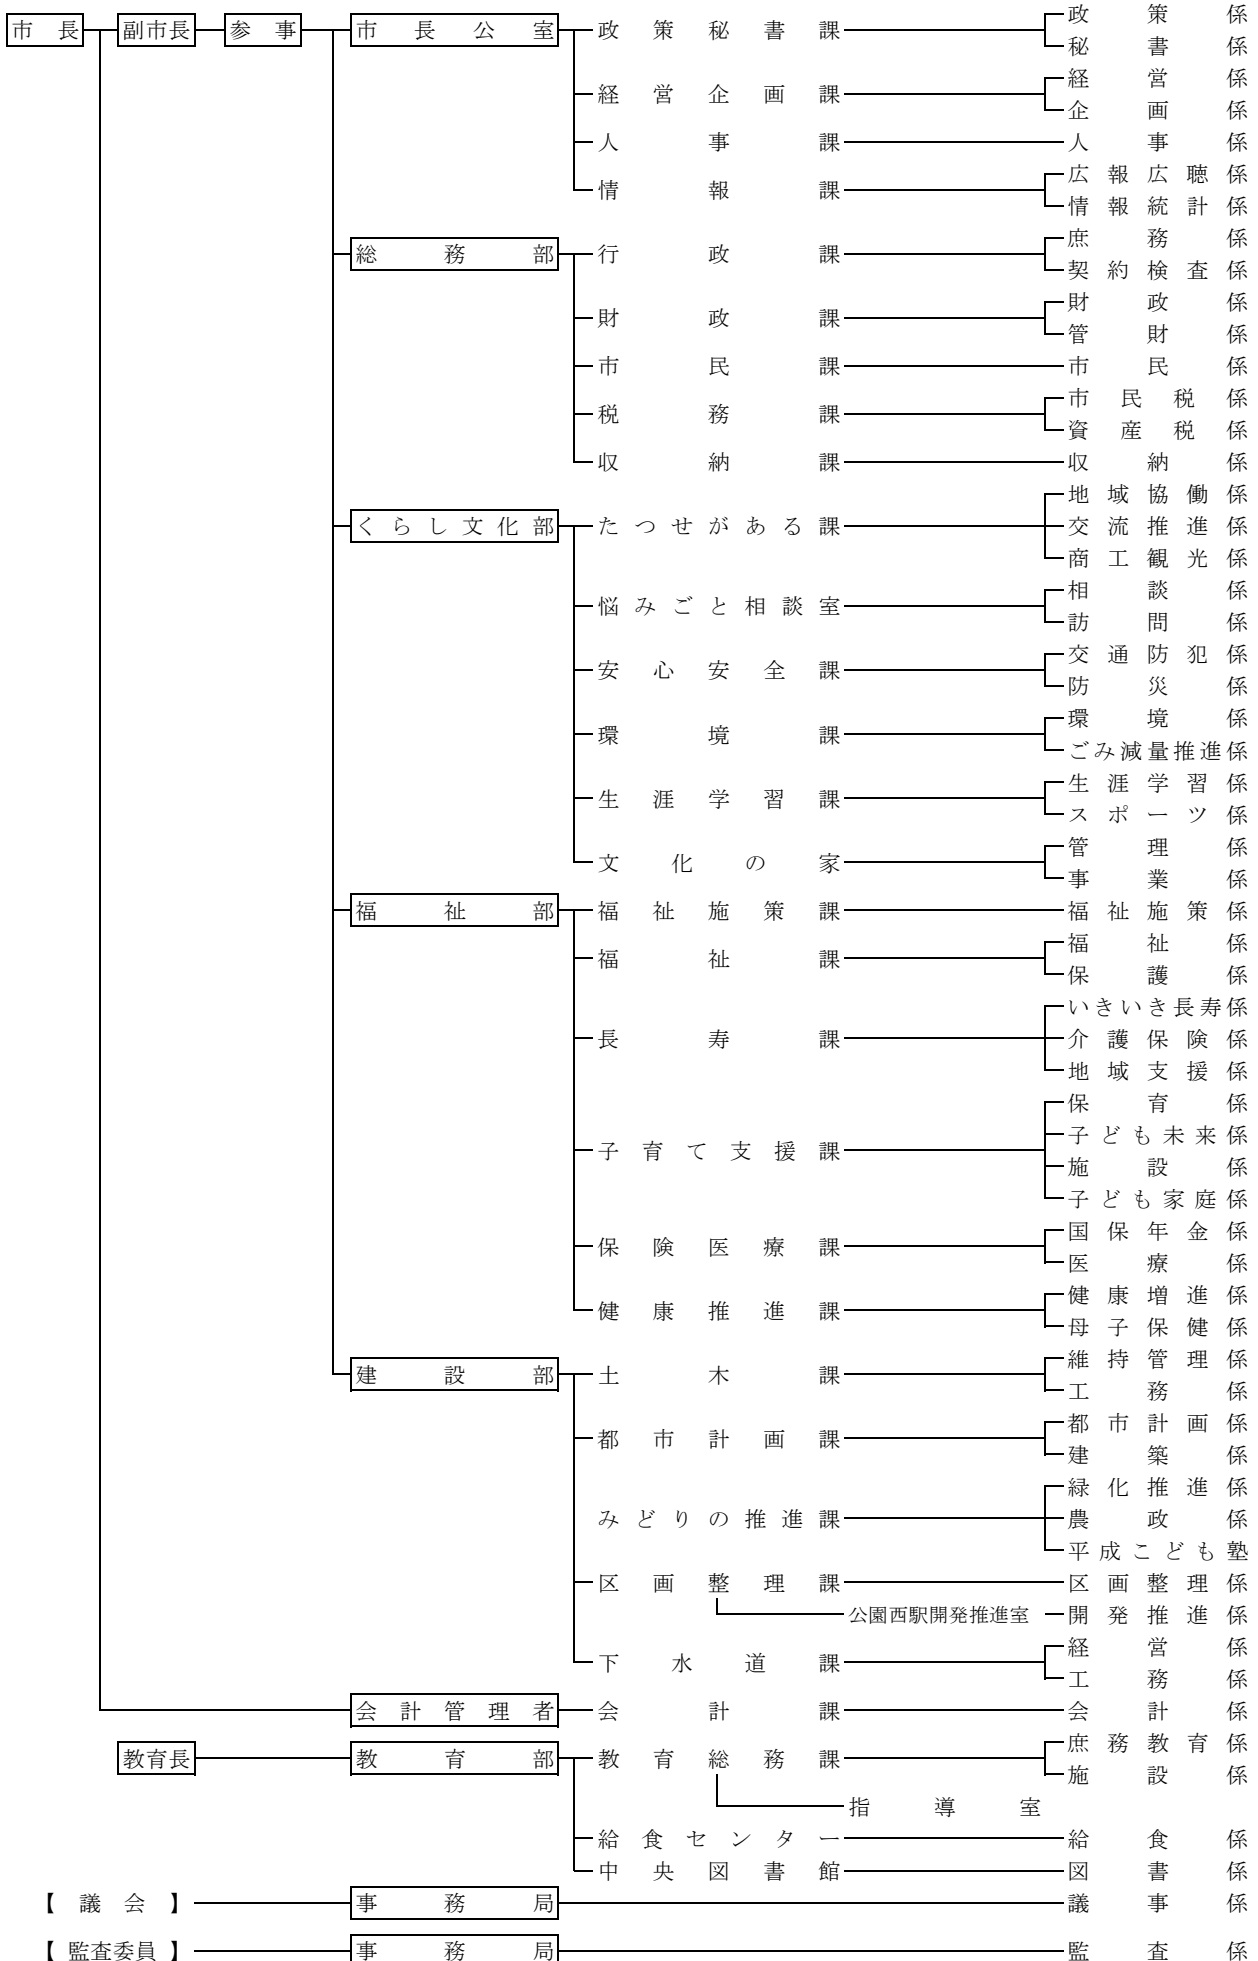 政策係
市長 副市長 参事 市長公室 政策秘書課
秘書係
経営係
経営企画課
企画係
人事課 人事係
広報広聴係
情報課
情報統計係
庶務係
総務部 行政課
契約検査係
財政係
財政課
管財係
市民課 市民係
市民税係
税務課
資産税係
収納課 収納係
地域協働係
くらし文化部 たつせがある課 交流推進係
商工観光係
相談係
悩みごと相談室
訪問係
交通防犯係
安心安全課
防災係
環境係
環境課
ごみ減量推進係
生涯学習係
生涯学習課
スポーツ係
管理係
文化の家
事業係
福祉部 福祉施策課 福祉施策係
福祉係
福祉課
保護係
いきいき長寿係
長寿課 介護保険係
地域支援係
保育係
子ども未来係
子育て支援課
施設係
子ども家庭係
国保年金係
保険医療課
医療係
健康増進係
健康推進課
母子保健係
維持管理係
建設部 土木課
工務係
都市計画係
都市計画課
建築係
緑化推進係
みどりの推進課 農政係
平成こども塾
区画整理課 区画整理係
公園西駅開発推進室 開発推進係
経営係
下水道課
工務係
会計管理者 会計課 会計係
庶務教育係
教育長 教育部 教育総務課
施設係
指導室
給食センター 給食係
中央図書館 図書係
【議会】 事務局 議事係
【監査委員】 事務局 監査係